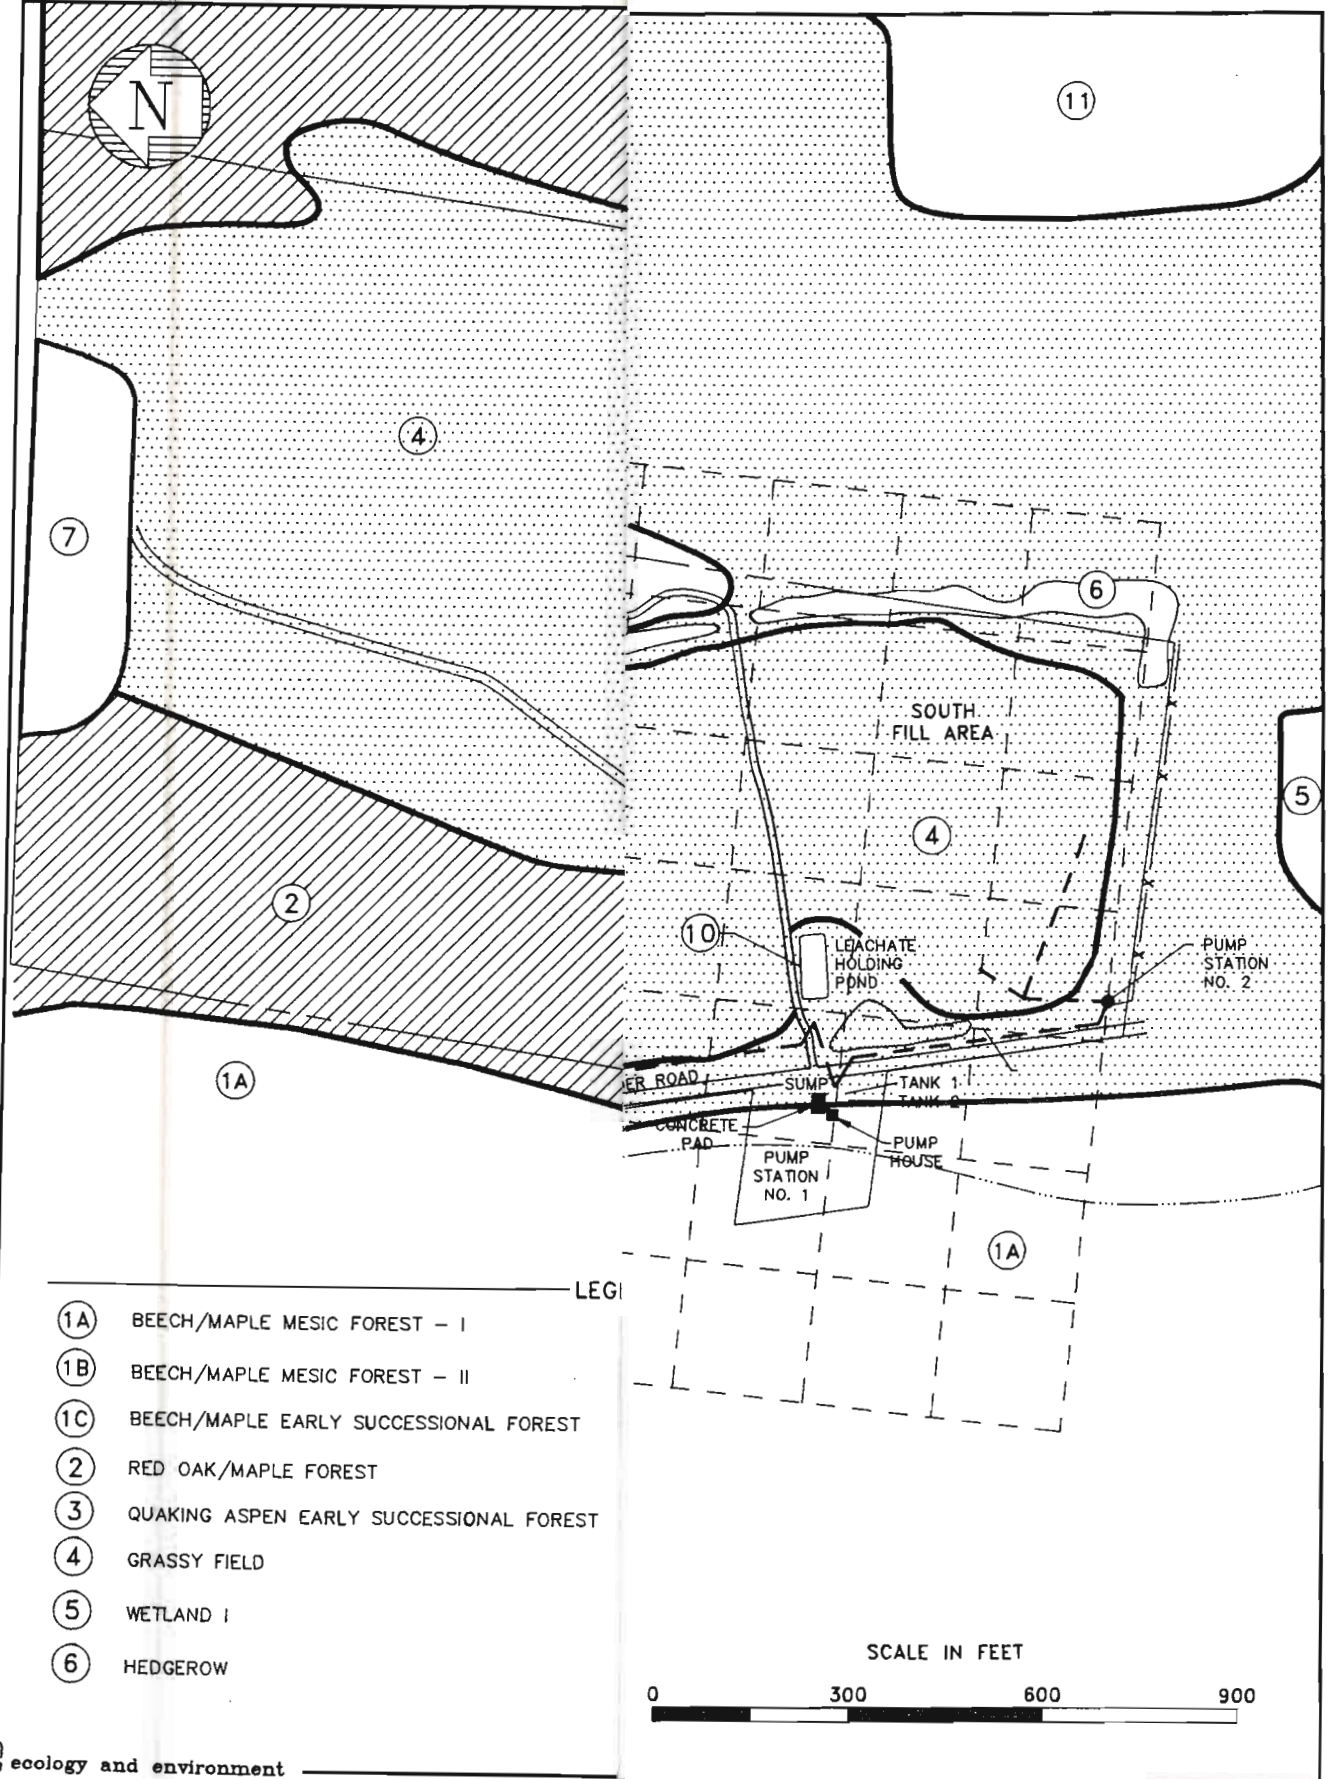 N
11
4
7
6
SOUTH
FILL AREA
5
4
2
10
LEACHATE
HOLDING
POND
PUMP
STATION
NO. 2
1A
ER ROAD
SUMP
TANK 1
TANK 2
CONCRETE
PAD
PUMP
HOUSE
PUMP
STATION
NO. 1
1A
LEG
1A BEECH/MAPLE MESIC FOREST - I
1B BEECH/MAPLE MESIC FOREST - II
1C BEECH/MAPLE EARLY SUCCESSIONAL FOREST
2 RED OAK/MAPLE FOREST
3 QUAKING ASPEN EARLY SUCCESSIONAL FOREST
4 GRASSY FIELD
5 WETLAND I
6 HEDGEROW
SCALE IN FEET
0 300 600 900
ecology and environment